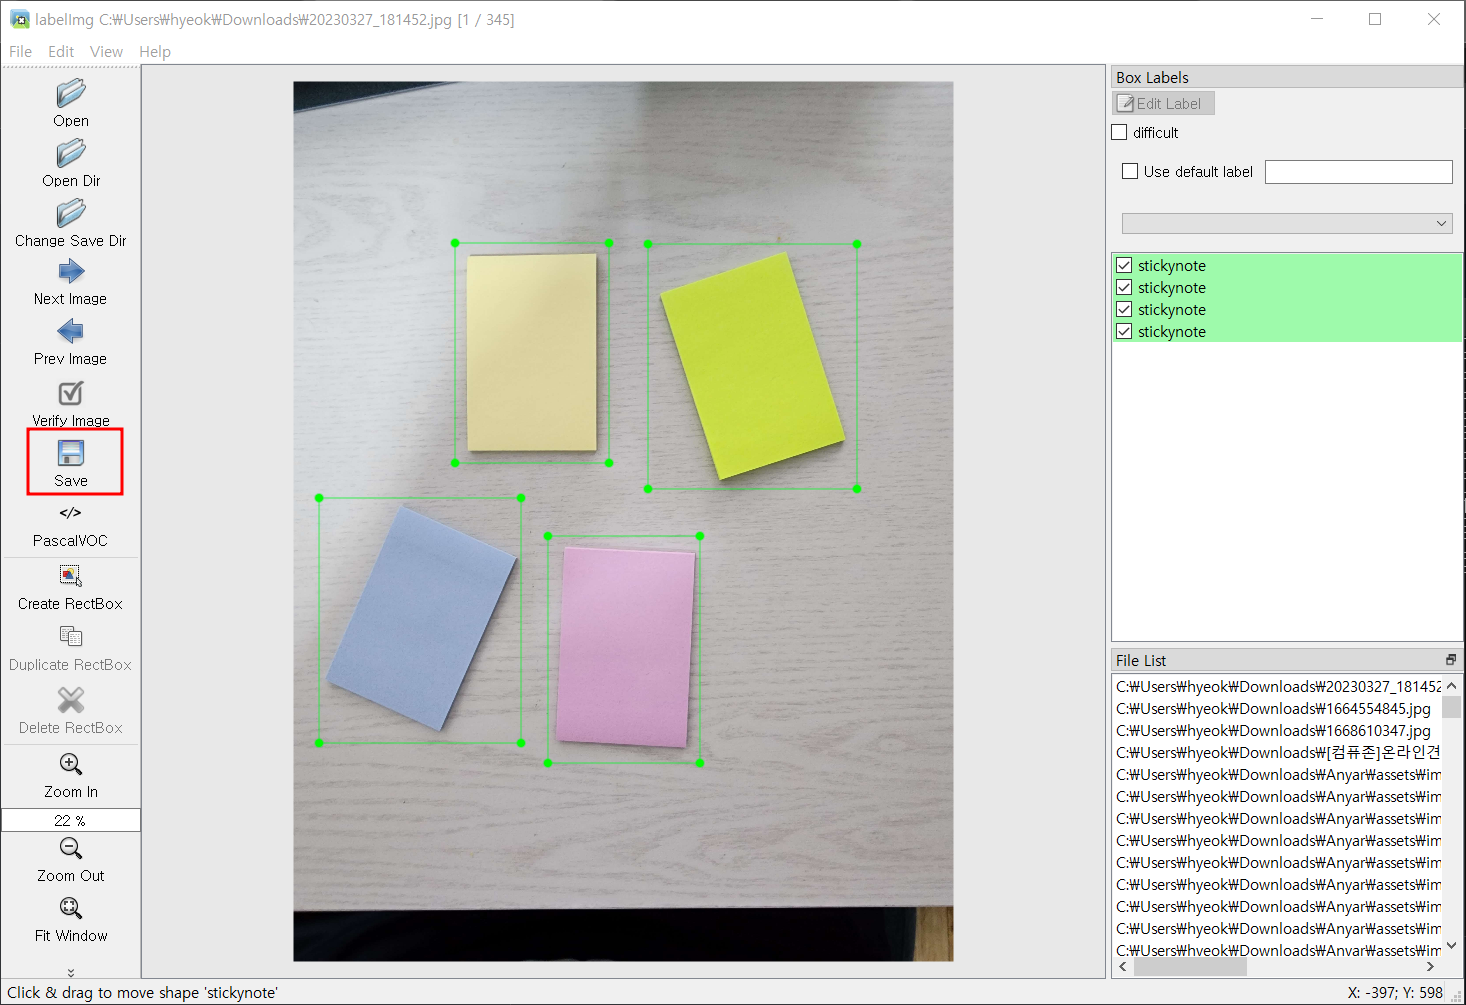 labelImg C:₩Users₩hyeok₩Downloads₩20230327_181452.jpg [1 / 345]
File Edit View Help
Open
Open Dir
Change Save Dir
Next Image
Prev Image
Verify Image
Save
</>
PascalVOC
Create RectBox
Duplicate RectBox
Delete RectBox
Zoom In
22 %
Zoom Out
Fit Window
Box Labels
Edit Label
difficult
Use default label
stickynote
stickynote
stickynote
stickynote
File List
C:₩Users₩hyeok₩Downloads₩20230327_181452
C:₩Users₩hyeok₩Downloads₩1664554845.jpg
C:₩Users₩hyeok₩Downloads₩1668610347.jpg
C:₩Users₩hyeok₩Downloads₩[컴퓨존]온라인견
C:₩Users₩hyeok₩Downloads₩Anyar₩assets₩im
C:₩Users₩hyeok₩Downloads₩Anyar₩assets₩im
C:₩Users₩hyeok₩Downloads₩Anyar₩assets₩im
C:₩Users₩hyeok₩Downloads₩Anyar₩assets₩im
C:₩Users₩hyeok₩Downloads₩Anyar₩assets₩im
C:₩Users₩hyeok₩Downloads₩Anyar₩assets₩im
C:₩Users₩hyeok₩Downloads₩Anyar₩assets₩im
C:₩Users₩hyeok₩Downloads₩Anyar₩assets₩im
C:₩Users₩hyeok₩Downloads₩Anyar₩assets₩im
Click & drag to move shape 'stickynote'
X: -397; Y: 598